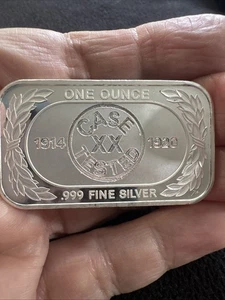 ONE OUNCE
CASE
1914 XX 1920
TESTED
.999 FINE SILVER